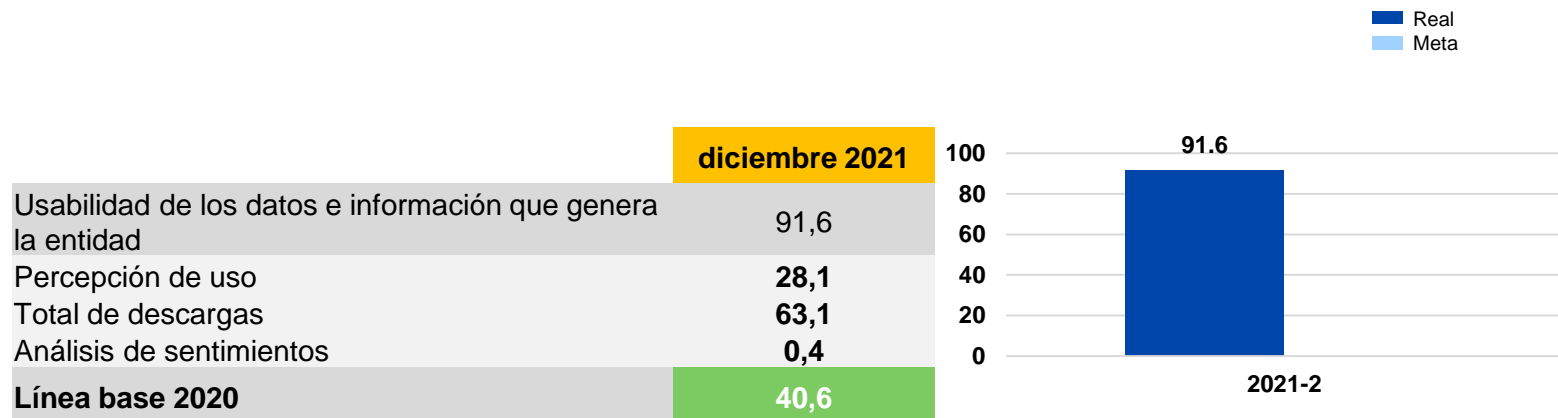 Real
Meta
diciembre 2021
Usabilidad de los datos e información que genera
la entidad
91,6
Percepción de uso
28,1
Total de descargas
63,1
Análisis de sentimientos
0,4
Línea base 2020
40,6
91.6
100
80
60
40
20
0
2021-2